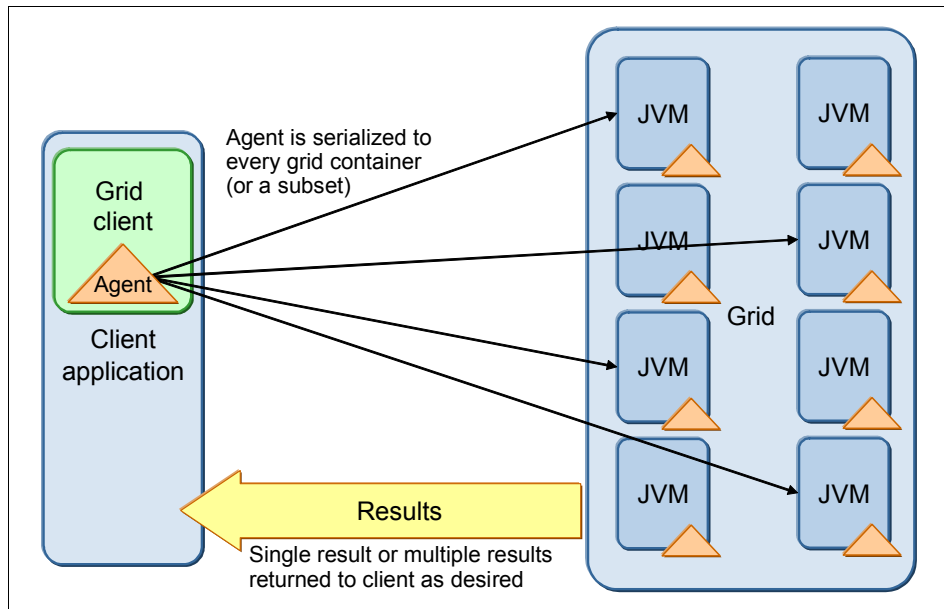 Agent is serialized to
every grid container
(or a subset)
Grid
client
Agent
Client
application
JVM
JVM
JVM
JVM
Grid
JVM
JVM
JVM
JVM
Results
Single result or multiple results
returned to client as desired